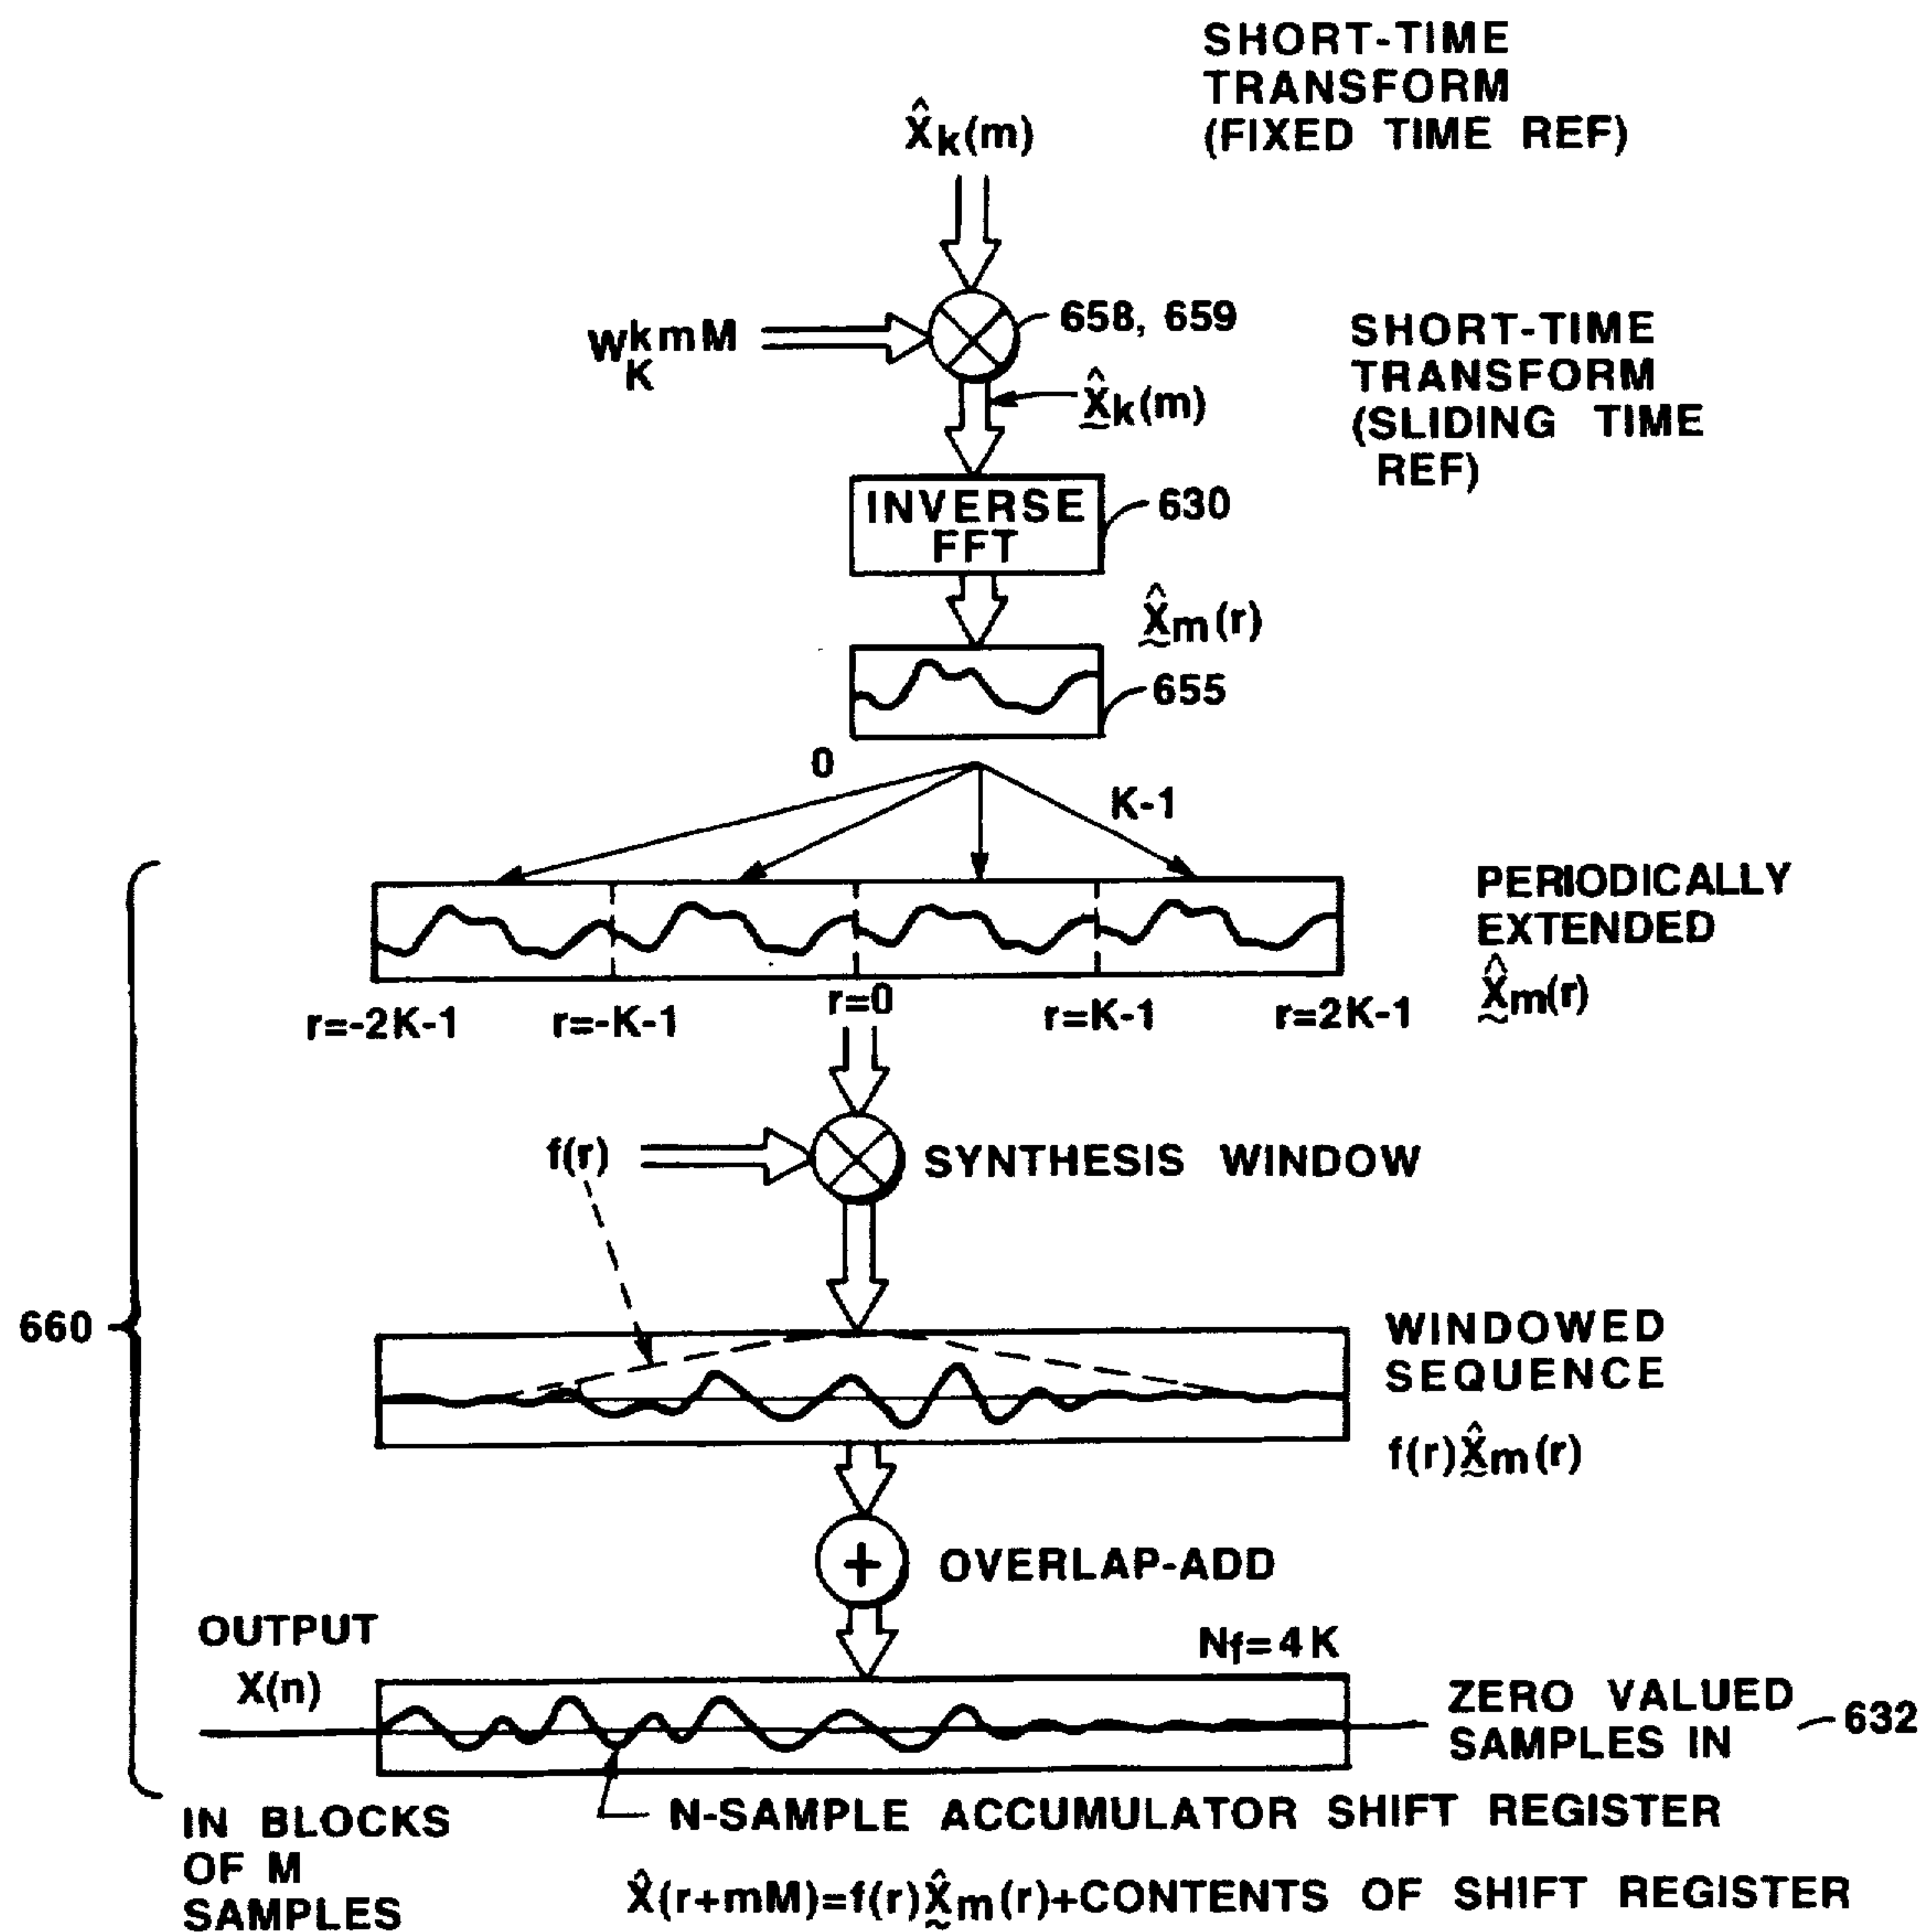 SHORT-TIME
TRANSFORM
(FIXED TIME REF)
X̂k(m)
W_K^kmM
658, 659
SHORT-TIME
TRANSFORM
(SLIDING TIME
REF)
X̰̂k(m)
INVERSE
FFT
630
X̰̂m(r)
655
0
K-1
PERIODICALLY
EXTENDED
X̰̂m(r)
r=-2K-1
r=-K-1
r=0
r=K-1
r=2K-1
f(r)
SYNTHESIS WINDOW
660
WINDOWED
SEQUENCE
f(r)X̰̂m(r)
OVERLAP-ADD
OUTPUT
X(n)
Nf=4K
ZERO VALUED
SAMPLES IN
632
IN BLOCKS
OF M
SAMPLES
N-SAMPLE ACCUMULATOR SHIFT REGISTER
X̂(r+mM)=f(r)X̰̂m(r)+CONTENTS OF SHIFT REGISTER